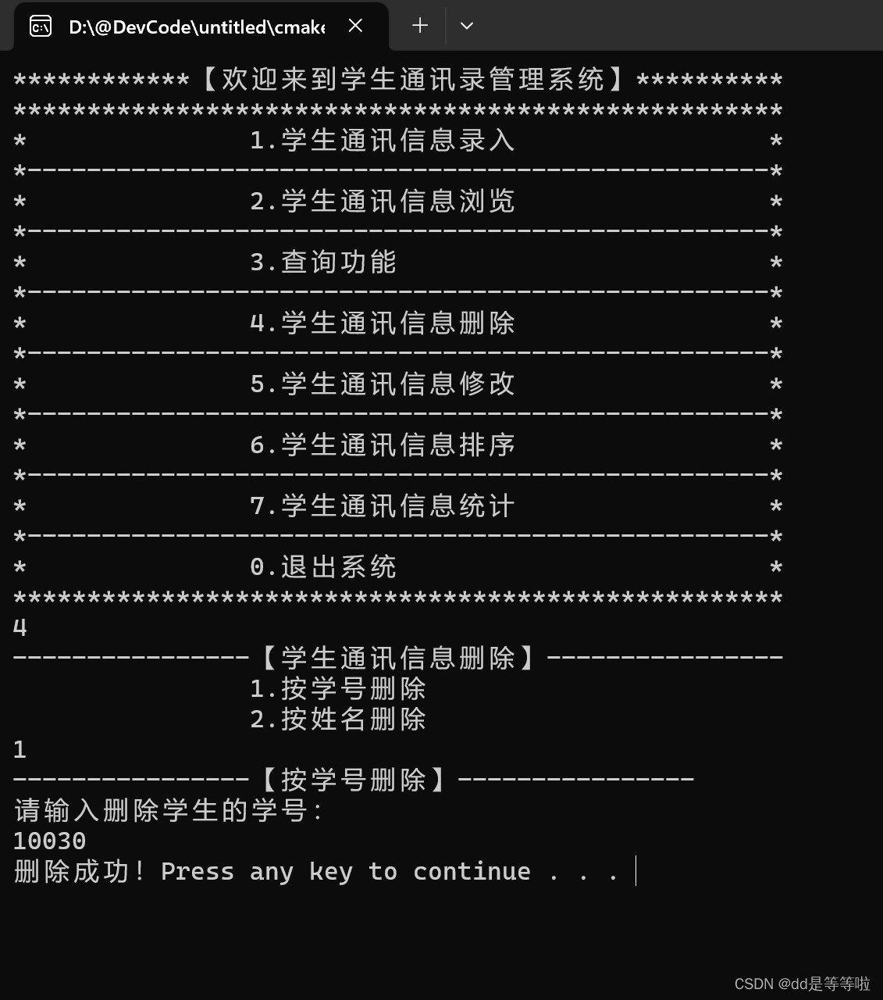 D:\@DevCode\untitled\cmake
************【欢迎来到学生通讯录管理系统】**********
****************************************************
*               1.学生通讯信息录入                 *
*--------------------------------------------------*
*               2.学生通讯信息浏览                 *
*--------------------------------------------------*
*               3.查询功能                         *
*--------------------------------------------------*
*               4.学生通讯信息删除                 *
*--------------------------------------------------*
*               5.学生通讯信息修改                 *
*--------------------------------------------------*
*               6.学生通讯信息排序                 *
*--------------------------------------------------*
*               7.学生通讯信息统计                 *
*--------------------------------------------------*
*               0.退出系统                         *
****************************************************
4
----------------【学生通讯信息删除】----------------
                1.按学号删除
                2.按姓名删除
1
----------------【按学号删除】----------------
请输入删除学生的学号:
10030
删除成功! Press any key to continue . . .
CSDN @dd是等等啦